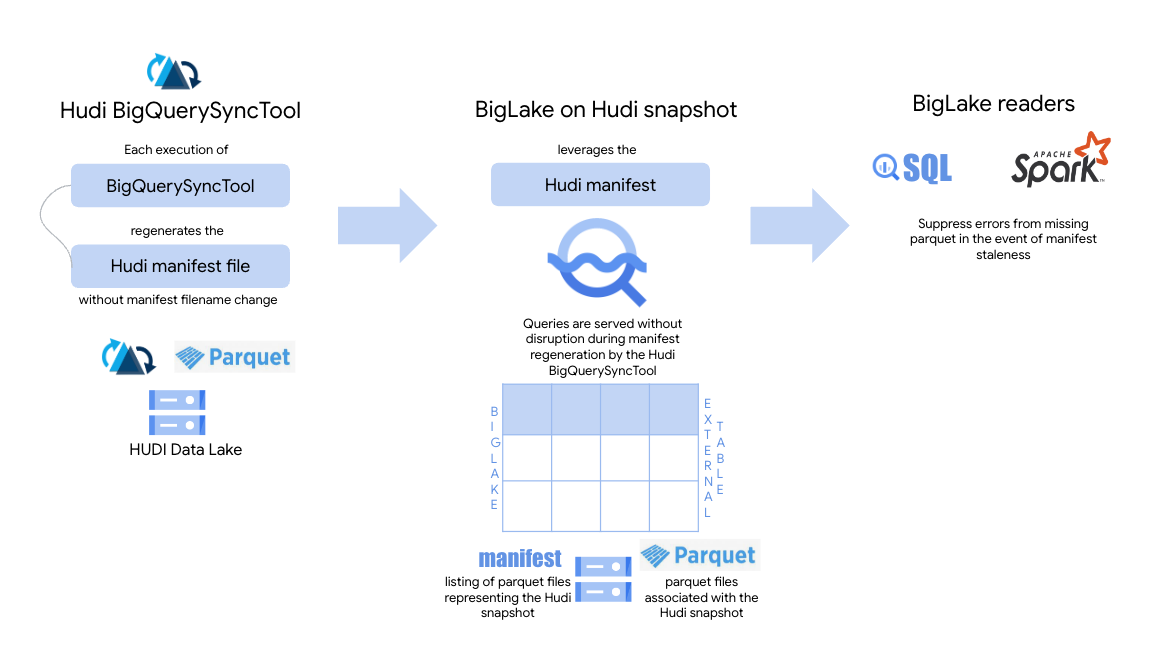 Hudi BigQuerySyncTool
Each execution of
BigQuerySyncTool
regenerates the
Hudi manifest file
without manifest filename change
Parquet
HUDI Data Lake
BigLake on Hudi snapshot
leverages the
Hudi manifest
Queries are served without
disruption during manifest
regeneration by the Hudi
BigQuerySyncTool
BIGLAKE
EXTERNAL
TABLE
manifest
listing of parquet files
representing the Hudi
snapshot
Parquet
parquet files
associated with the
Hudi snapshot
BigLake readers
SQL
APACHE
Spark
TM
Suppress errors from missing
parquet in the event of manifest
staleness